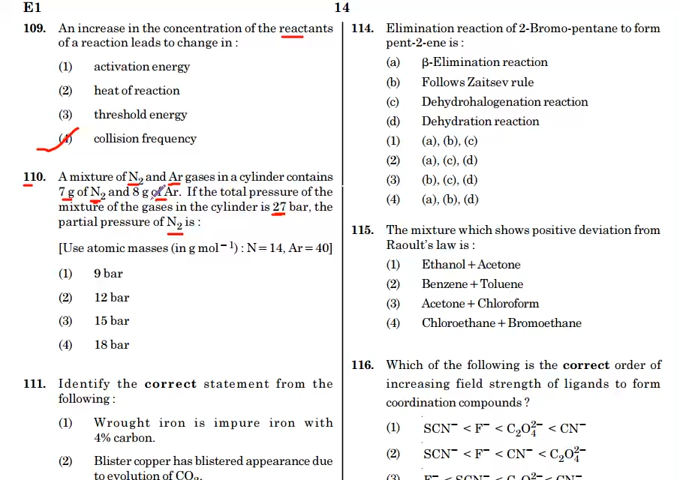 E1
14
109. An increase in the concentration of the reactants
of a reaction leads to change in :
(1) activation energy
(2) heat of reaction
(3) threshold energy
(4) collision frequency
110. A mixture of N₂ and Ar gases in a cylinder contains
7 g of N₂ and 8 g of Ar. If the total pressure of the
mixture of the gases in the cylinder is 27 bar, the
partial pressure of N₂ is :
[Use atomic masses (in g mol⁻¹) : N = 14, Ar = 40]
(1) 9 bar
(2) 12 bar
(3) 15 bar
(4) 18 bar
111. Identify the correct statement from the
following :
(1) Wrought iron is impure iron with
4% carbon.
(2) Blister copper has blistered appearance due
to evolution of CO₂.
114. Elimination reaction of 2-Bromo-pentane to form
pent-2-ene is :
(a) β-Elimination reaction
(b) Follows Zaitsev rule
(c) Dehydrohalogenation reaction
(d) Dehydration reaction
(1) (a), (b), (c)
(2) (a), (c), (d)
(3) (b), (c), (d)
(4) (a), (b), (d)
115. The mixture which shows positive deviation from
Raoult's law is :
(1) Ethanol + Acetone
(2) Benzene + Toluene
(3) Acetone + Chloroform
(4) Chloroethane + Bromoethane
116. Which of the following is the correct order of
increasing field strength of ligands to form
coordination compounds ?
(1) SCN⁻ < F⁻ < C₂O₄²⁻ < CN⁻
(2) SCN⁻ < F⁻ < CN⁻ < C₂O₄²⁻
(3) F⁻ < SCN⁻ < C₂O₄²⁻ < CN⁻